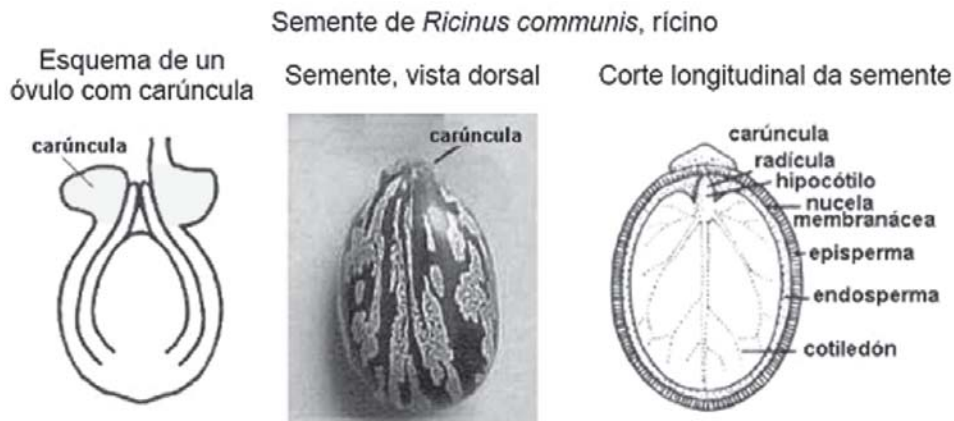 Semente de Ricinus communis, rícino
Esquema de un
óvulo com carúncula
carúncula
Semente, vista dorsal
carúncula
Corte longitudinal da semente
carúncula
radícula
hipocótilo
nucela
membranácea
episperma
endosperma
cotiledón